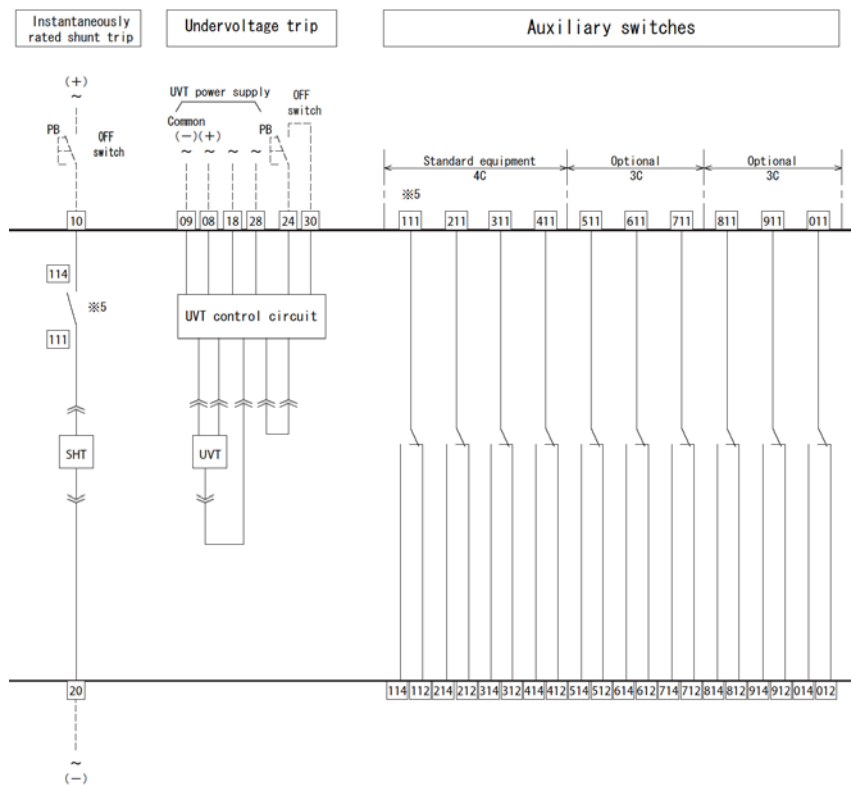 Instantaneously
rated shunt trip
Undervoltage trip
Auxiliary switches
(+)
~
PB
OFF
switch
UVT power supply
Common
(−)(+)
~ ~ ~ ~
PB
OFF
switch
Standard equipment
4C
Optional
3C
Optional
3C
※5
10
09 08 18 28 24 30
111 211 311 411 511 611 711 811 911 011
114
※5
111
UVT control circuit
SHT
UVT
20
114 112 214 212 314 312 414 412 514 512 614 612 714 712 814 812 914 912 014 012
~
(−)